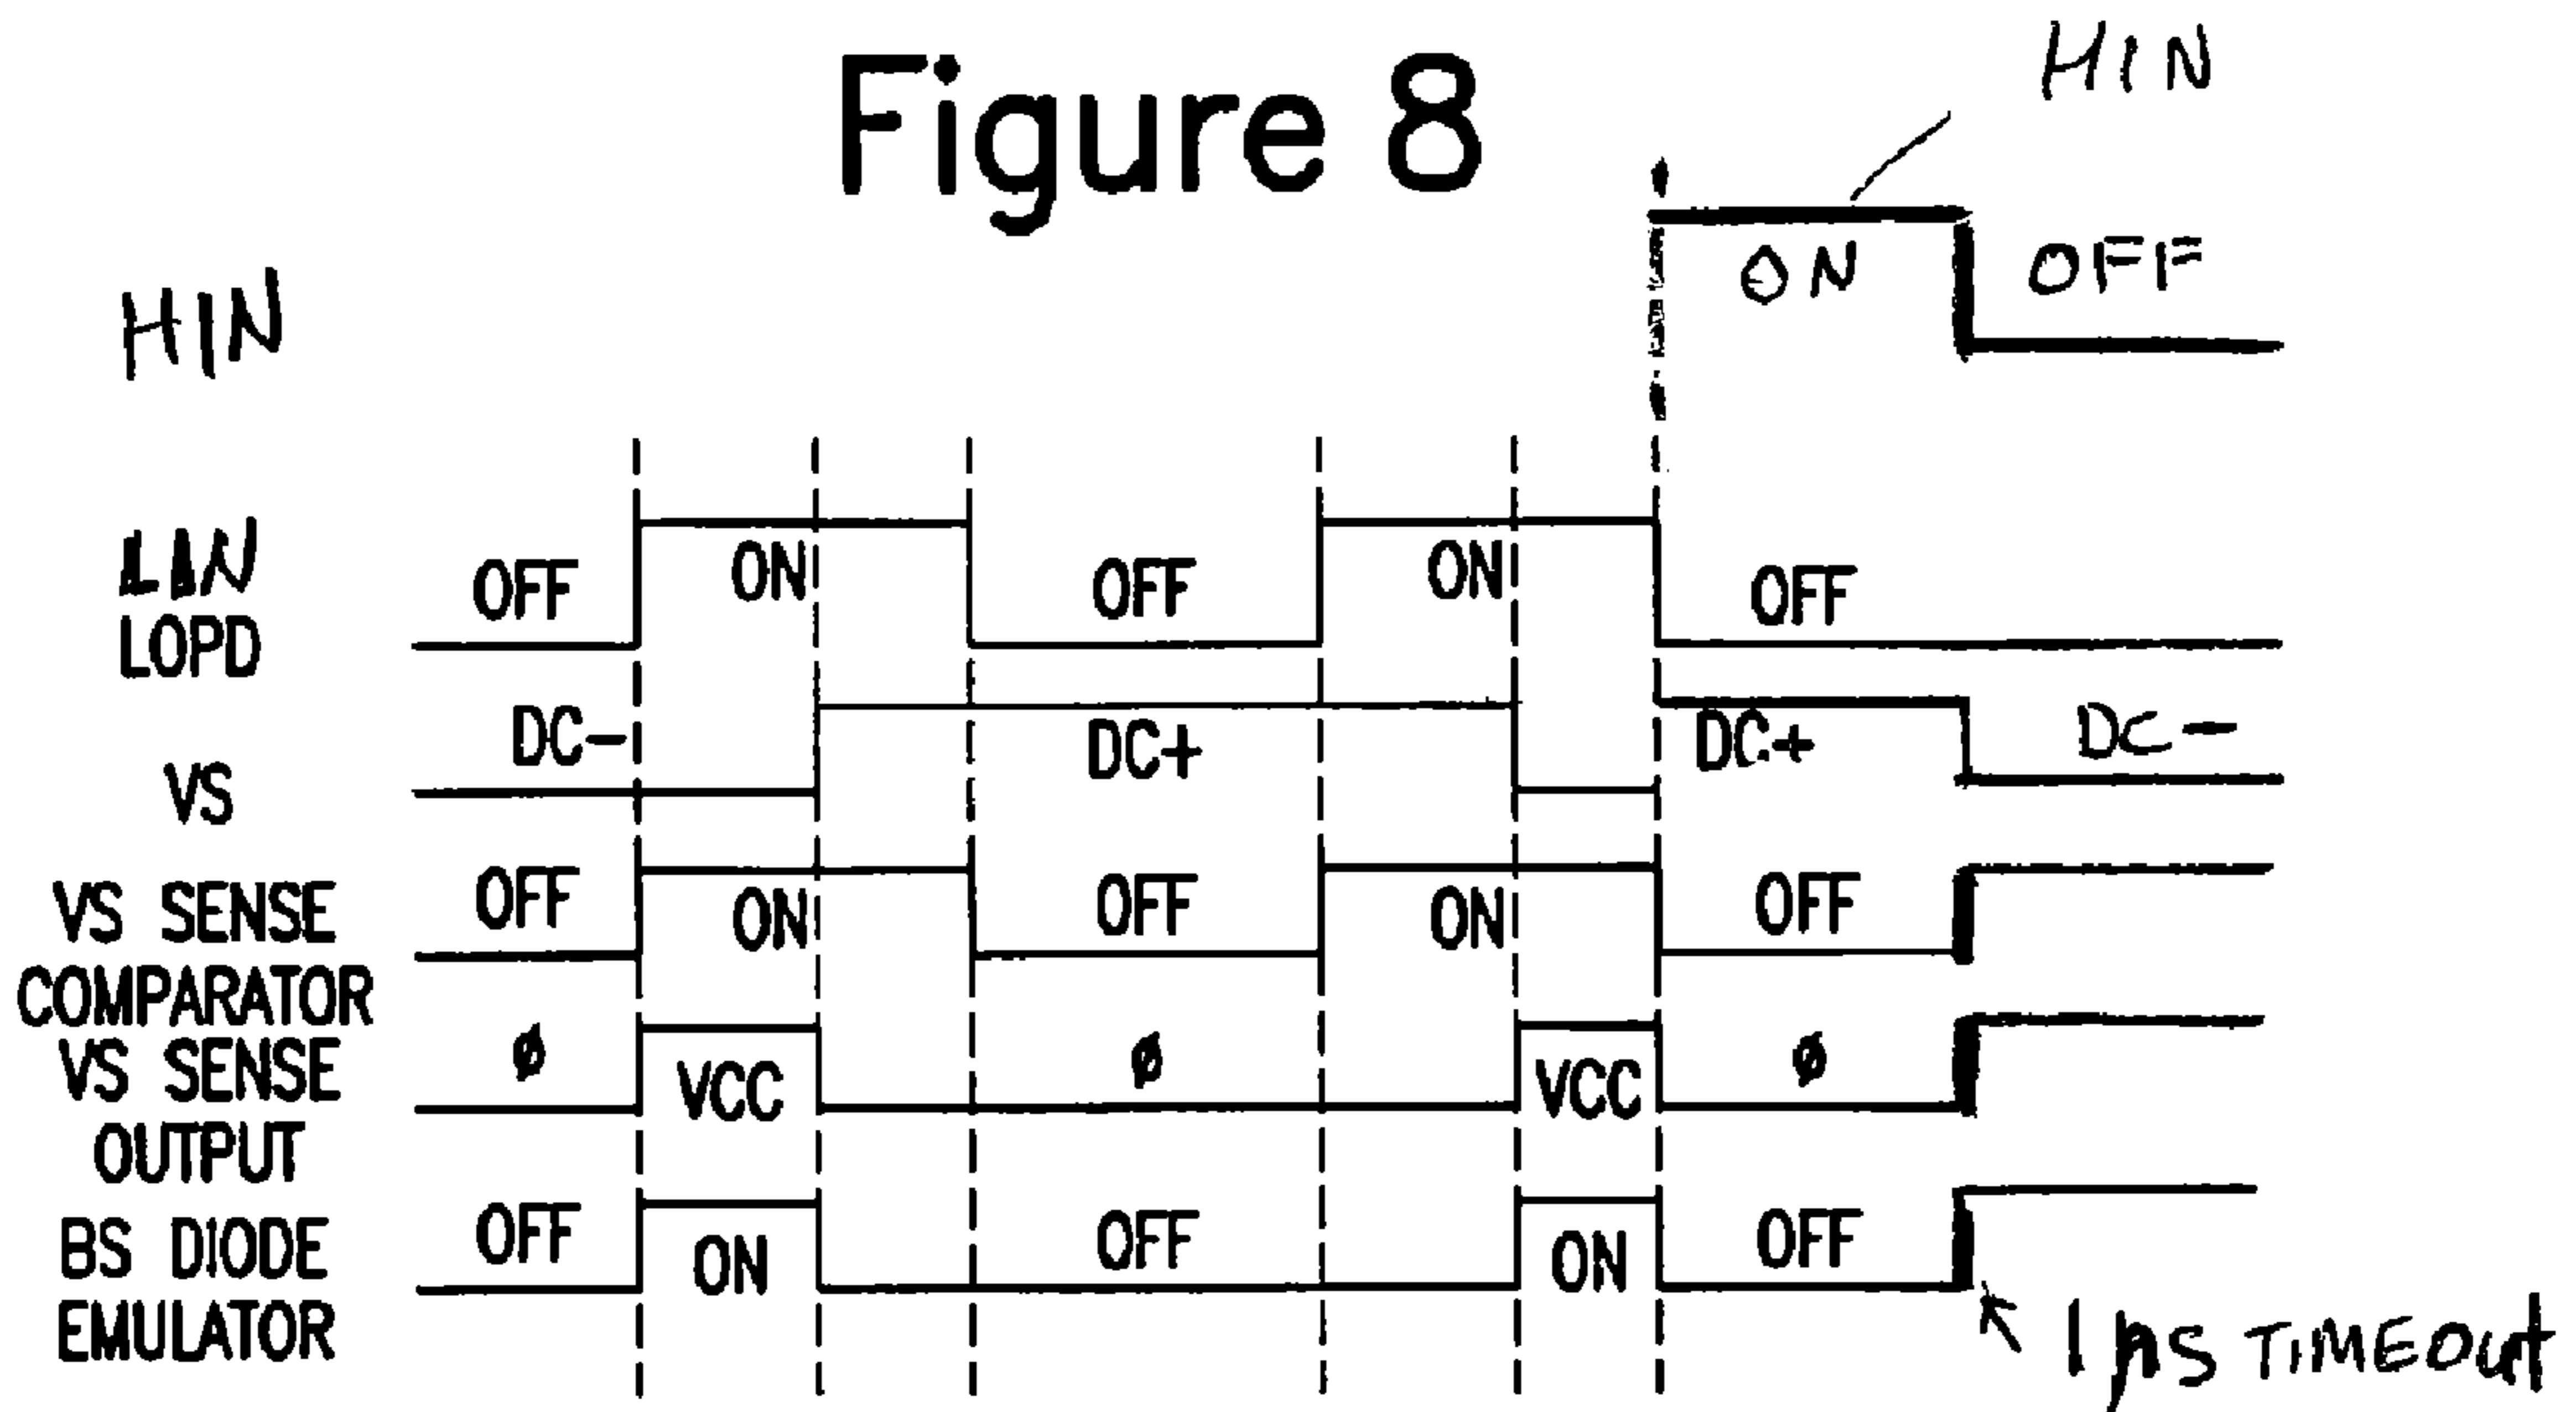 Figure 8
HIN
HIN
ON OFF
LIN
LOPD
OFF ON OFF ON OFF
VS
DC- DC+ DC+ DC-
VS SENSE
COMPARATOR
OFF ON OFF ON OFF
VS SENSE
OUTPUT
ø VCC ø VCC ø
BS DIODE
EMULATOR
OFF ON OFF ON OFF
1 µs TIMEOUT